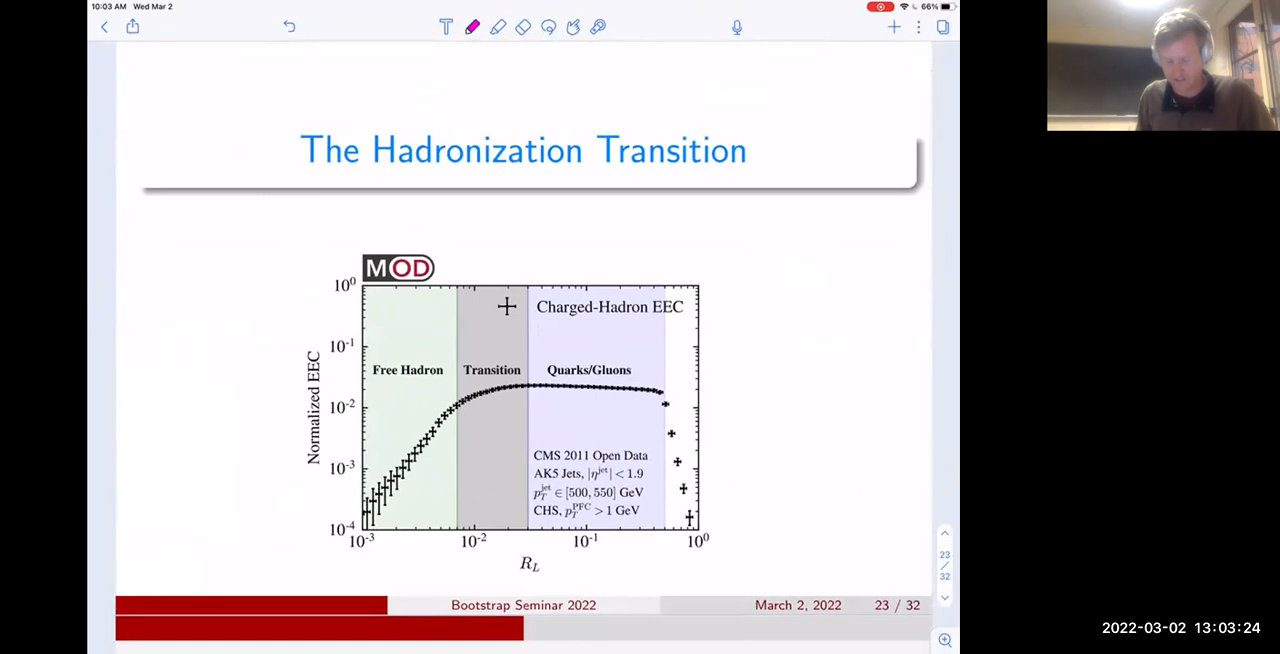 10:03 AM Wed Mar 2
66%
The Hadronization Transition
MOD
Charged-Hadron EEC
Free Hadron
Transition
Quarks/Gluons
CMS 2011 Open Data
AK5 Jets, |η^jet| < 1.9
p_T^jet ∈ [500, 550] GeV
CHS, p_T^PFC > 1 GeV
Normalized EEC
10^0
10^-1
10^-2
10^-3
10^-4
10^-3
10^-2
10^-1
10^0
R_L
23
/
32
Bootstrap Seminar 2022
March 2, 2022
23 / 32
2022-03-02 13:03:24